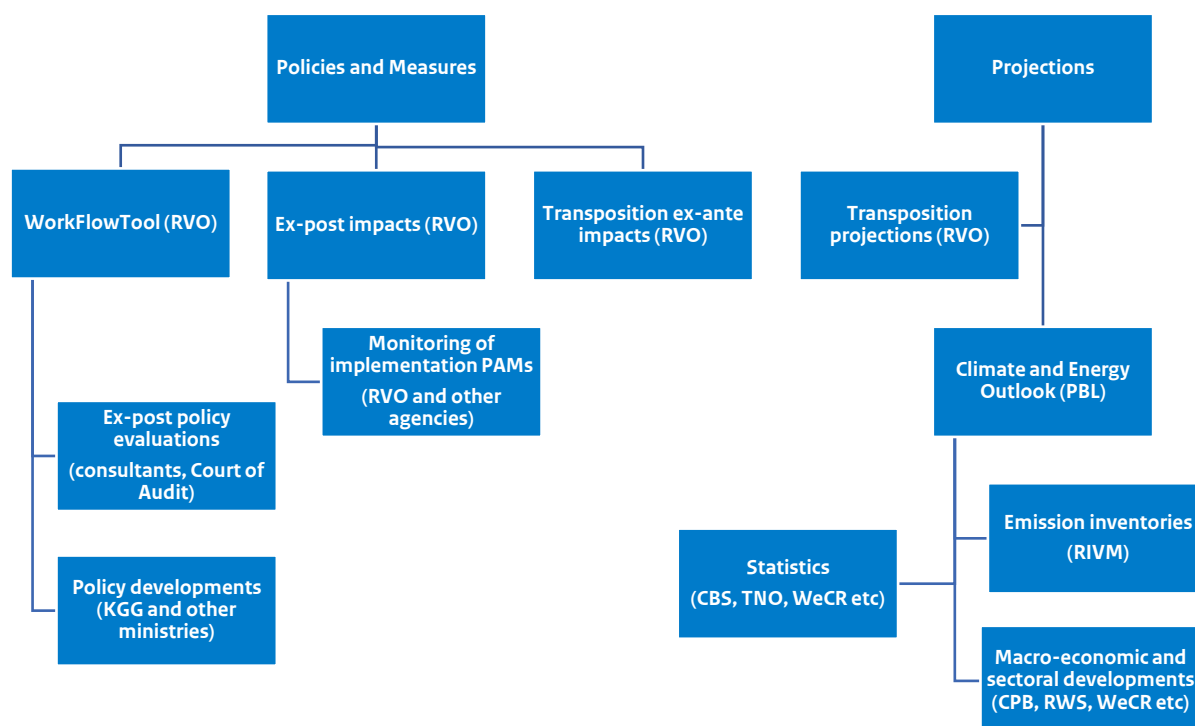 Policies and Measures
Projections
WorkFlowTool (RVO)
Ex-post impacts (RVO)
Transposition ex-ante
impacts (RVO)
Transposition
projections (RVO)
Monitoring of
implementation PAMs
(RVO and other
agencies)
Climate and Energy
Outlook (PBL)
Ex-post policy
evaluations
(consultants, Court of
Audit)
Emission inventories
(RIVM)
Statistics
(CBS, TNO, WeCR etc)
Policy developments
(KGG and other
ministries)
Macro-economic and
sectoral developments
(CPB, RWS, WeCR etc)